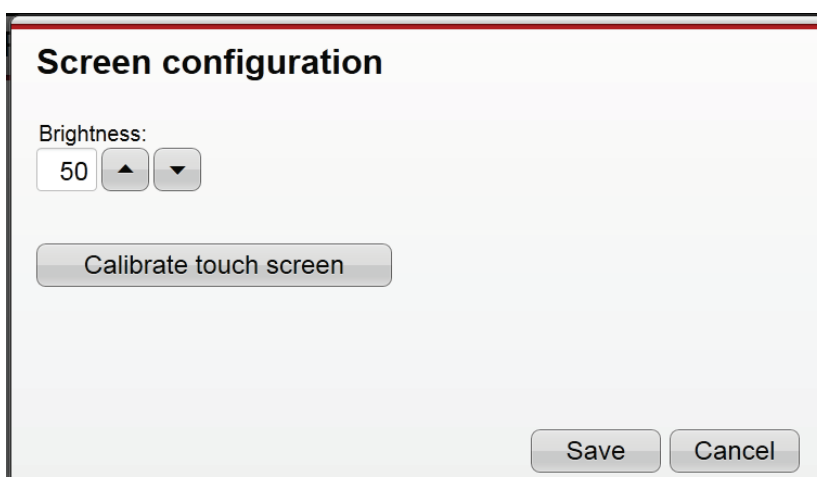 Screen configuration
Brightness:
50
Calibrate touch screen
Save Cancel